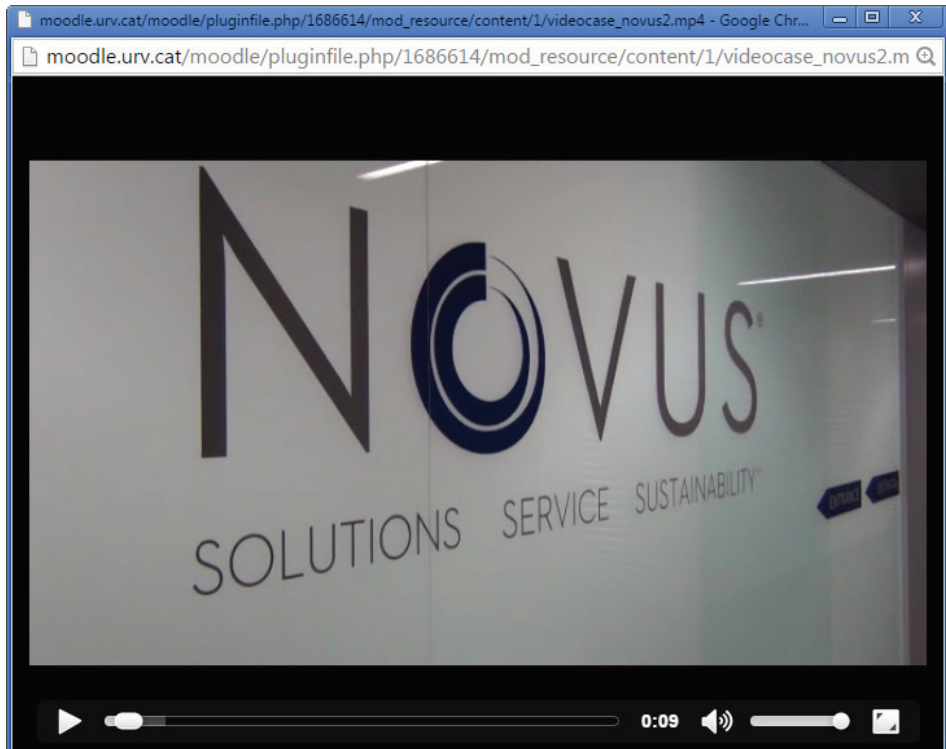 moodle.urv.cat/moodle/pluginfile.php/1686614/mod_resource/content/1/videocase_novus2.mp4 - Google Chr...
moodle.urv.cat/moodle/pluginfile.php/1686614/mod_resource/content/1/videocase_novus2.m
NOVUS®
SOLUTIONS SERVICE SUSTAINABILITY
ENTRANCE
0:09